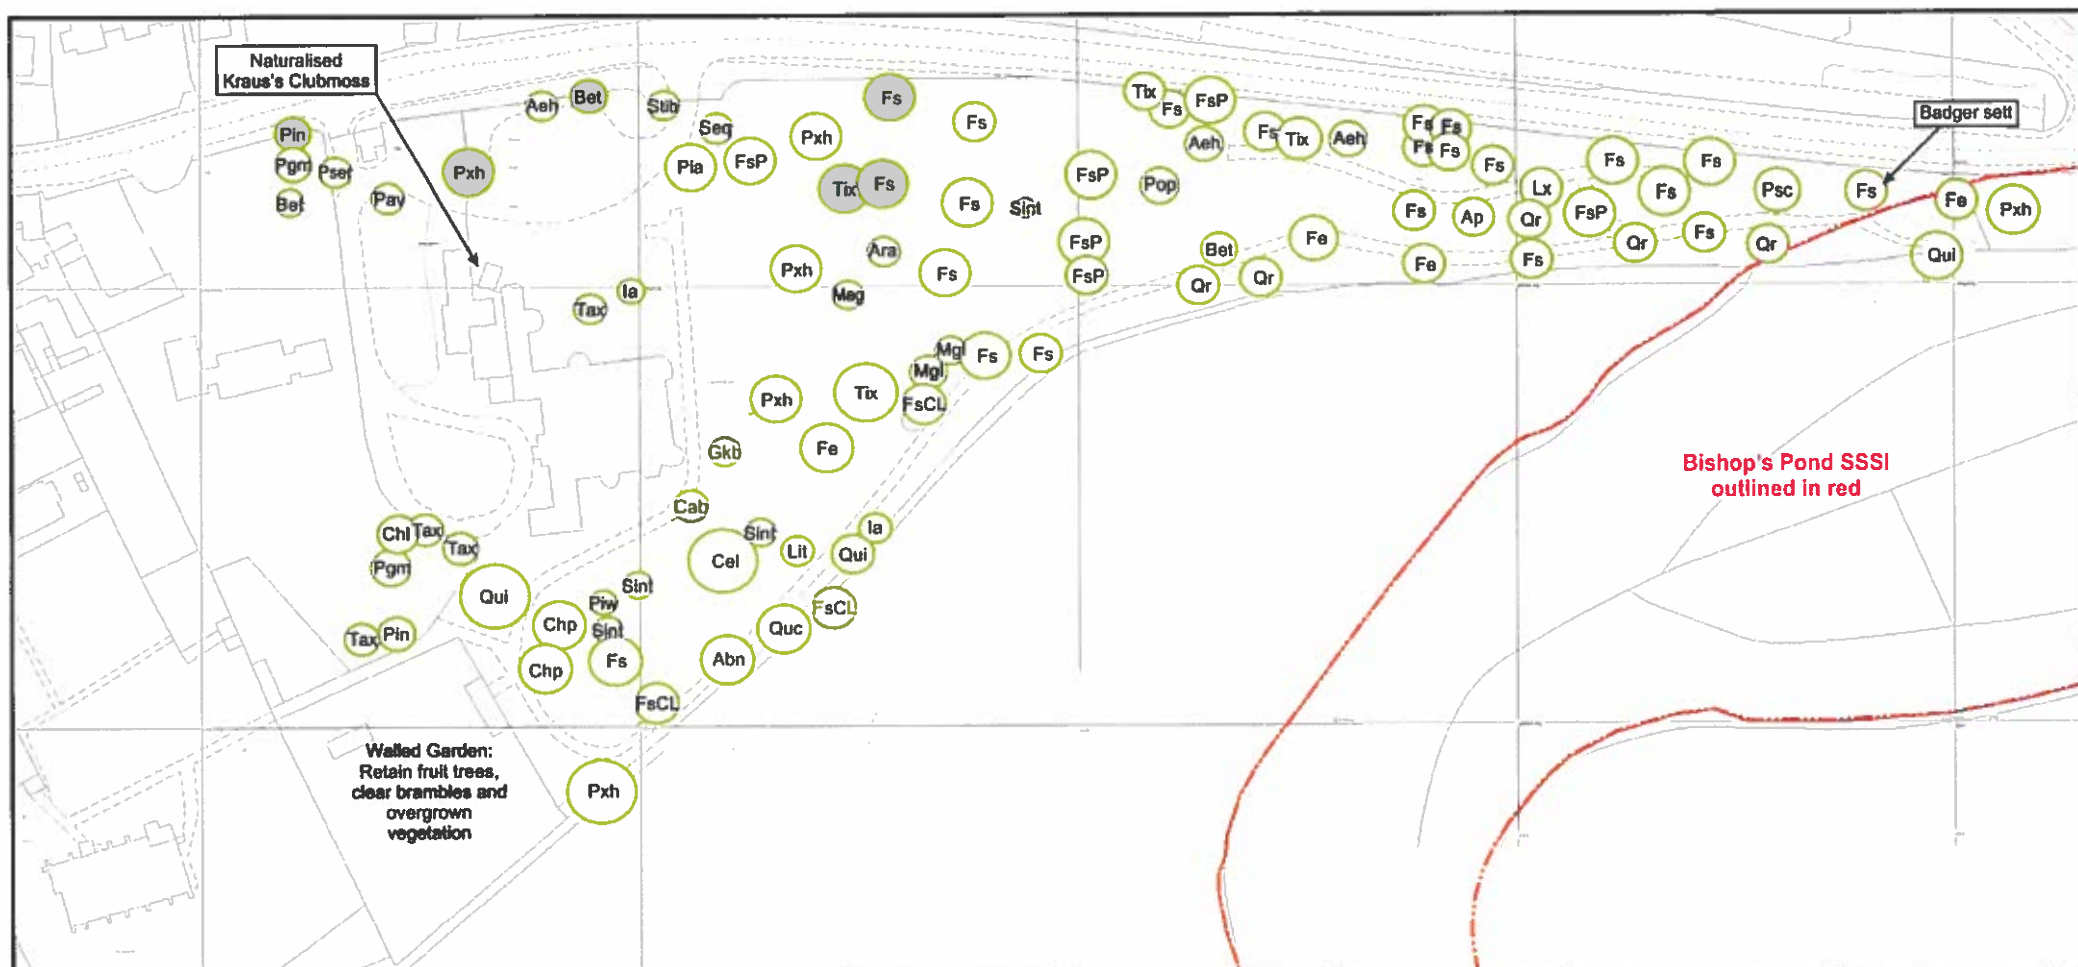 Naturalised
Kraus's Clubmoss
Badger sett
Aeh
Bet
Stib
Fs
Fs
Tix
Fs
FsP
Pin
Seq
Pxh
Fs
Tix
Aeh
Fs
Fs
Aeh
Fs
Fs
Pgm
Pset
Pxh
Pla
FsP
Tix
Fs
FsP
Pop
Fs
Fs
Fs
Bet
Pav
Fs
Sint
Lx
Fs
Psc
Fs
Fe
Pxh
Fs
Ap
Qr
FsP
Ara
FsP
Bet
Fe
Qr
Fs
Qr
Pxh
Fs
FsP
Qr
Qr
Fe
Fs
Qui
Ia
Tax
Mag
Mgl
Fs
Fs
Mgl
Pxh
Tix
FsCL
Gkb
Fe
Bishop's Pond SSSI
outlined in red
Cab
Chl
Tax
Tax
Sint
Ia
Cel
Lit
Qui
Pgm
Qui
Sint
Piw
FsCL
Chp
Sint
Quc
Tax
Pin
Chp
Fs
Abn
FsCL
Walled Garden:
Retain fruit trees,
clear brambles and
overgrown
vegetation
Pxh